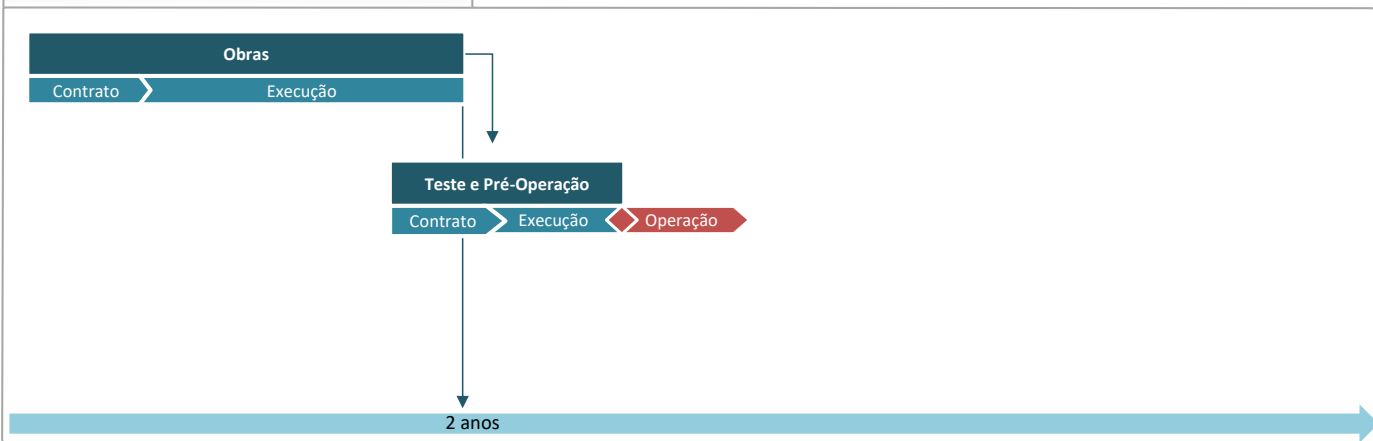 Obras
Contrato
Execução
Teste e Pré-Operação
Contrato
Execução
Operação
2 anos